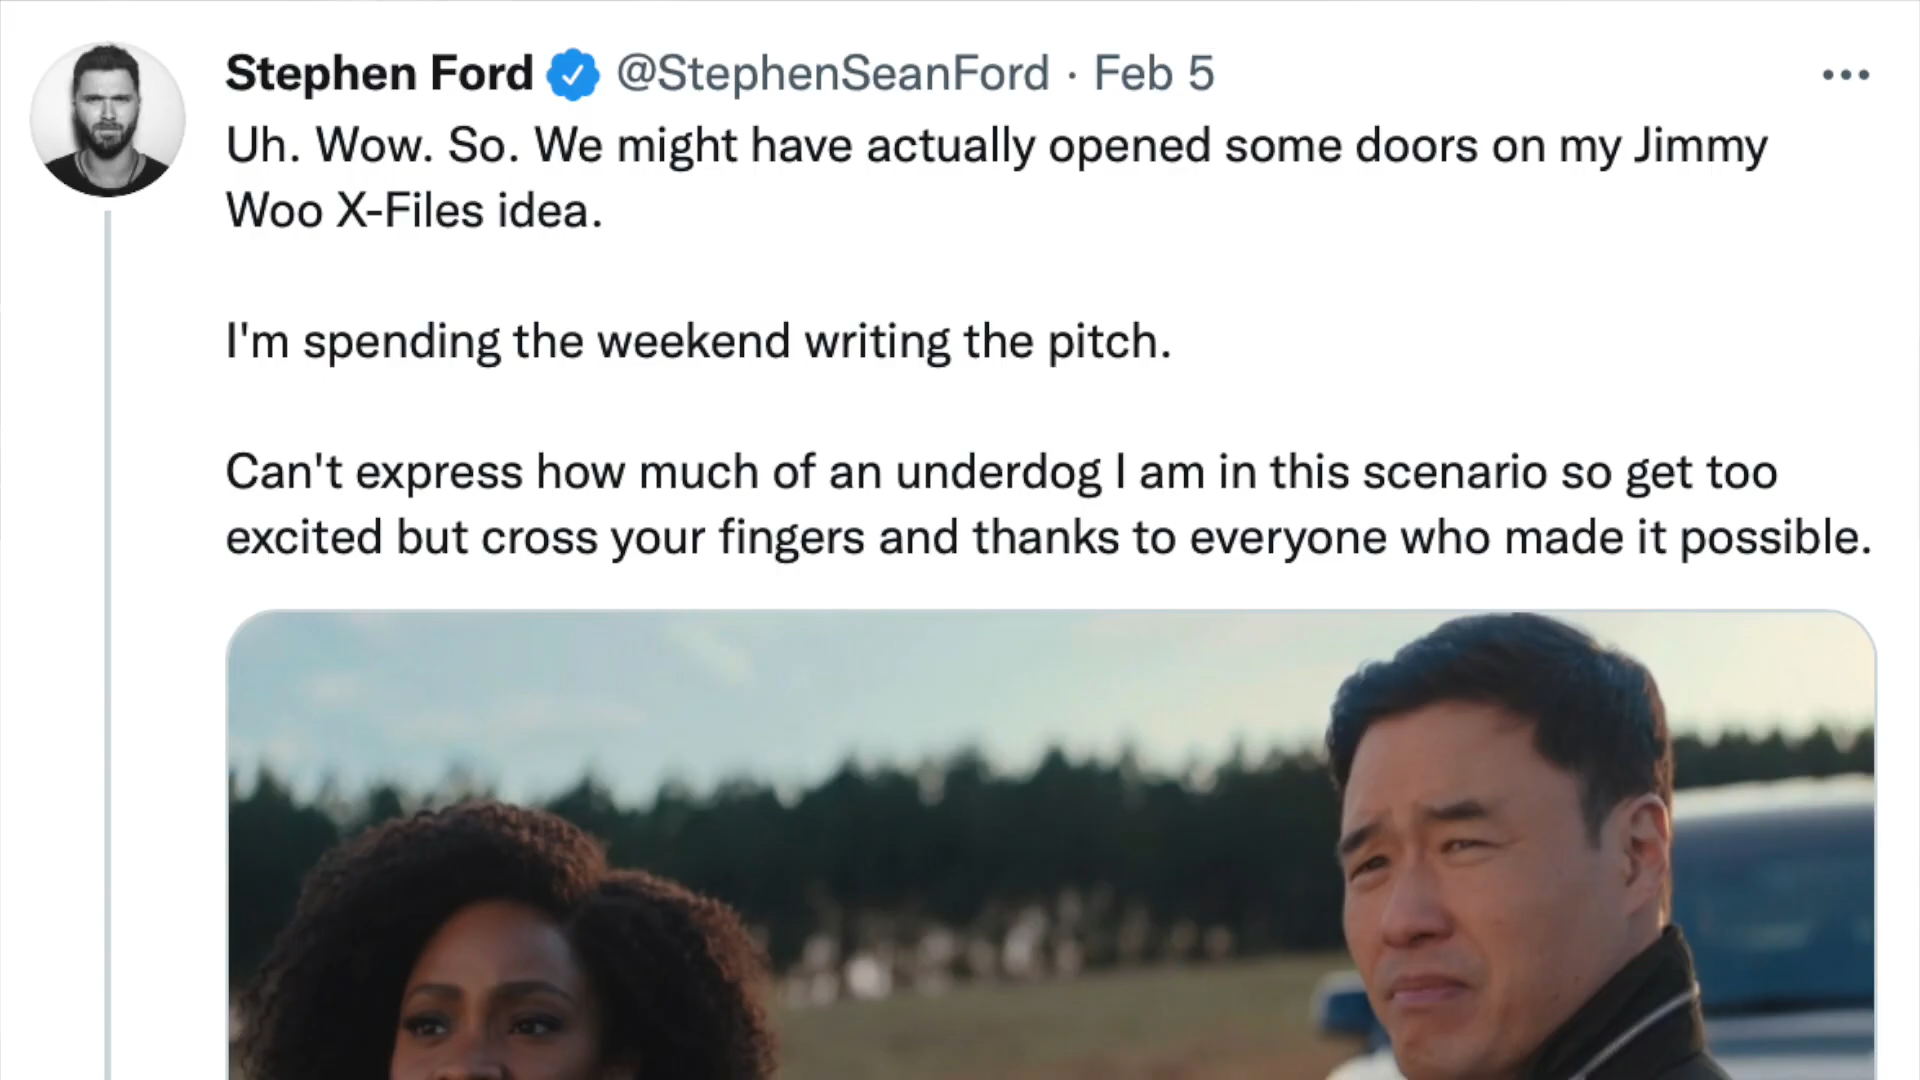 Stephen Ford @StephenSeanFord · Feb 5
Uh. Wow. So. We might have actually opened some doors on my Jimmy
Woo X-Files idea.
I'm spending the weekend writing the pitch.
Can't express how much of an underdog I am in this scenario so get too
excited but cross your fingers and thanks to everyone who made it possible.